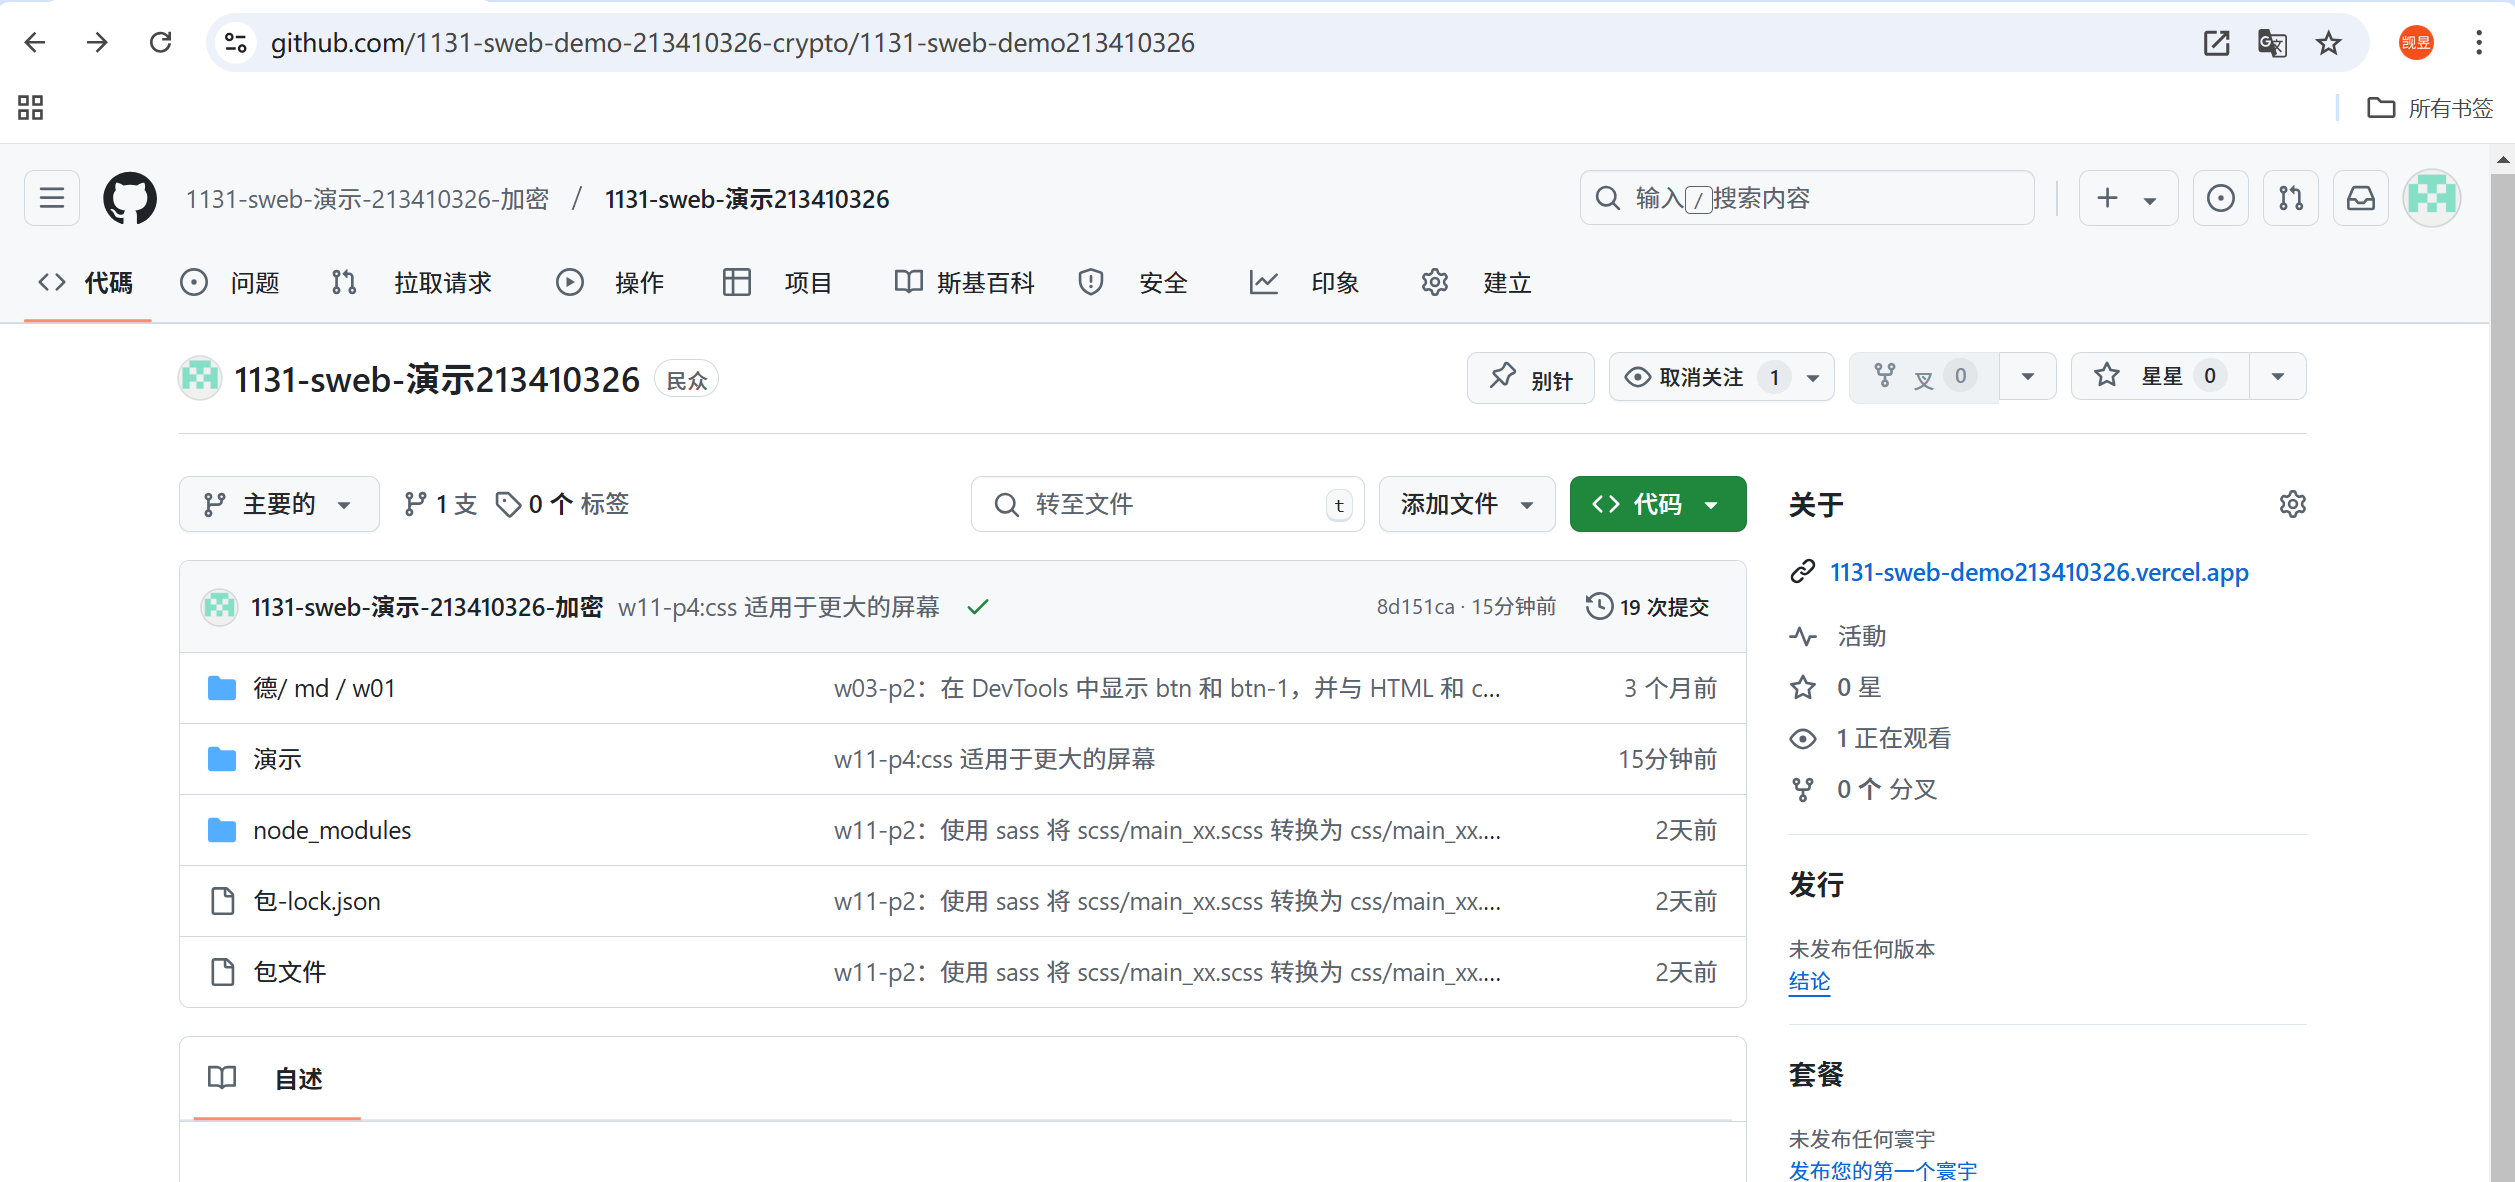 github.com/1131-sweb-demo-213410326-crypto/1131-sweb-demo213410326
觊昱
所有书签
1131-sweb-演示-213410326-加密 / 1131-sweb-演示213410326
输入 / 搜索内容
代碼 问题 拉取请求 操作 项目 斯基百科 安全 印象 建立
1131-sweb-演示213410326 民众
别针 取消关注 1 叉 0 星星 0
主要的 1 支 0 个 标签 转至文件 t 添加文件 代码
关于
1131-sweb-演示-213410326-加密 w11-p4:css 适用于更大的屏幕 8d151ca · 15分钟前 19 次提交
德/ md / w01 w03-p2：在 DevTools 中显示 btn 和 btn-1，并与 HTML 和 c... 3 个月前
演示 w11-p4:css 适用于更大的屏幕 15分钟前
node_modules w11-p2：使用 sass 将 scss/main_xx.scss 转换为 css/main_xx.... 2天前
包-lock.json w11-p2：使用 sass 将 scss/main_xx.scss 转换为 css/main_xx.... 2天前
包文件 w11-p2：使用 sass 将 scss/main_xx.scss 转换为 css/main_xx.... 2天前
自述
1131-sweb-demo213410326.vercel.app
活動
0 星
1 正在观看
0 个 分叉
发行
未发布任何版本
结论
套餐
未发布任何寰宇
发布您的第一个寰宇